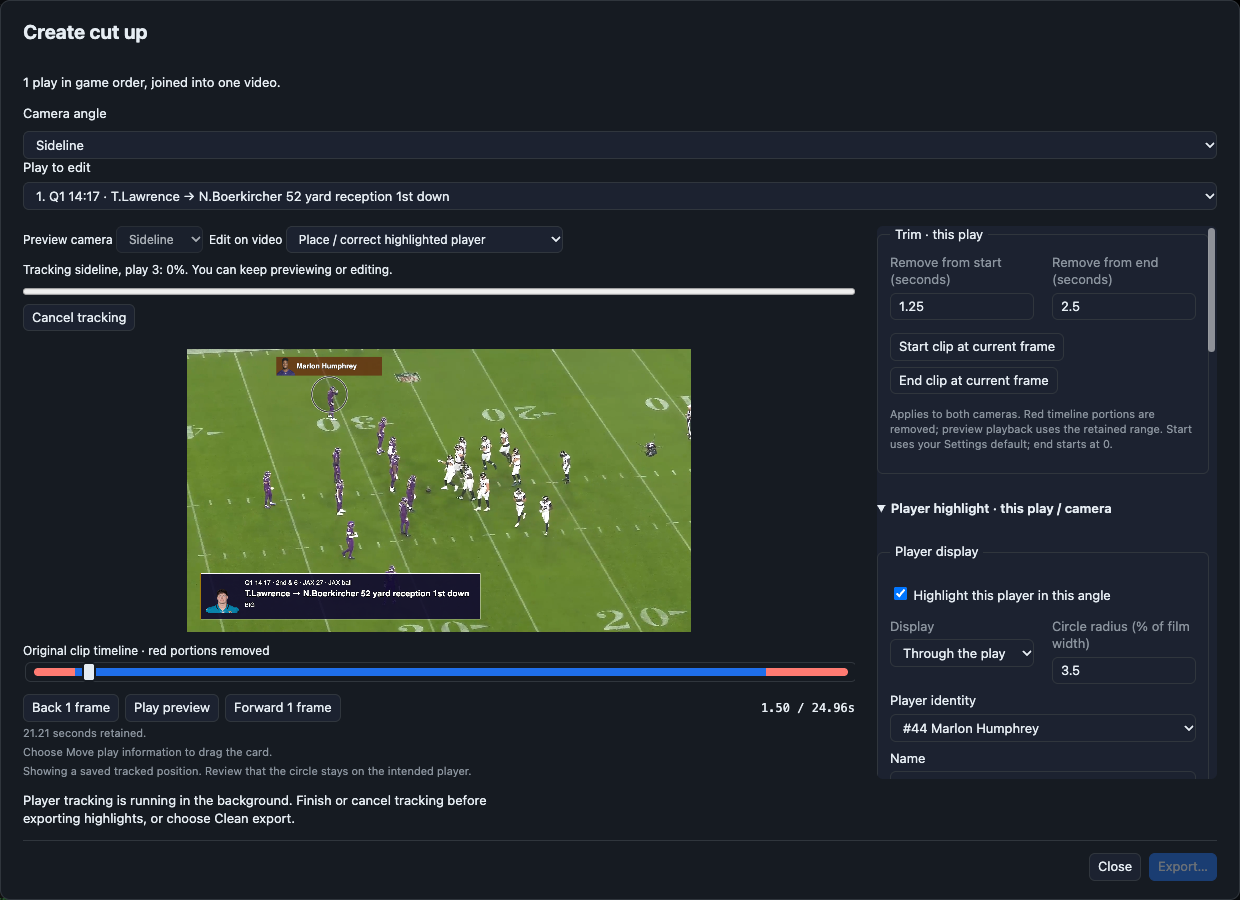 Create cut up
1 play in game order, joined into one video.
Camera angle
Sideline
Play to edit
1. Q1 14:17 · T.Lawrence → N.Boerkircher 52 yard reception 1st down
Preview camera
Sideline
Edit on video
Place / correct highlighted player
Tracking sideline, play 3: 0%. You can keep previewing or editing.
Cancel tracking
Marlon Humphrey
Q1 14:17 · 2nd & 6 · JAX 27 · JAX ball
T.Lawrence → N.Boerkircher 52 yard reception 1st down
Original clip timeline · red portions removed
Back 1 frame
Play preview
Forward 1 frame
1.50 / 24.96s
21.21 seconds retained.
Choose Move play information to drag the card.
Showing a saved tracked position. Review that the circle stays on the intended player.
Player tracking is running in the background. Finish or cancel tracking before
exporting highlights, or choose Clean export.
Trim · this play
Remove from start
(seconds)
Remove from end
(seconds)
1.25
2.5
Start clip at current frame
End clip at current frame
Applies to both cameras. Red timeline portions are
removed; preview playback uses the retained range. Start
uses your Settings default; end starts at 0.
▼ Player highlight · this play / camera
Player display
Highlight this player in this angle
Display
Circle radius (% of film
width)
Through the play
3.5
Player identity
#44 Marlon Humphrey
Name
Close
Export...